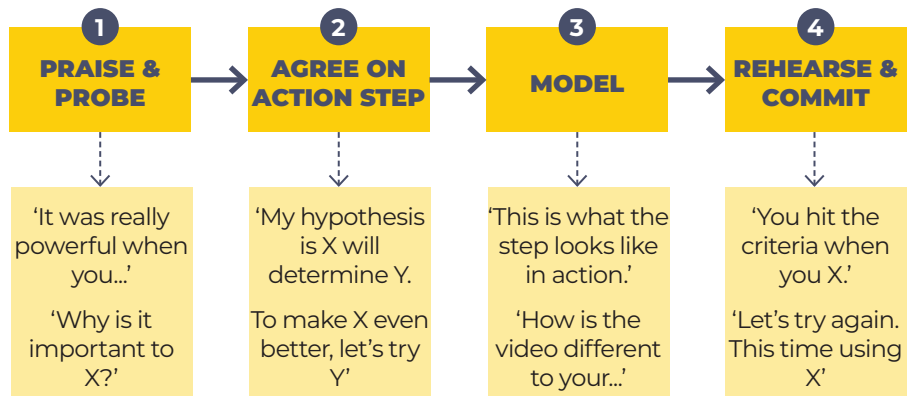 1
PRAISE &
PROBE
‘It was really
powerful when
you...’
‘Why is it
important to
X?’
2
AGREE ON
ACTION STEP
‘My hypothesis
is X will
determine Y.
To make X even
better, let’s try
Y’
3
MODEL
‘This is what the
step looks like
in action.’
‘How is the
video different
to your...’
4
REHEARSE &
COMMIT
‘You hit the
criteria when
you X.’
‘Let’s try again.
This time using
X’